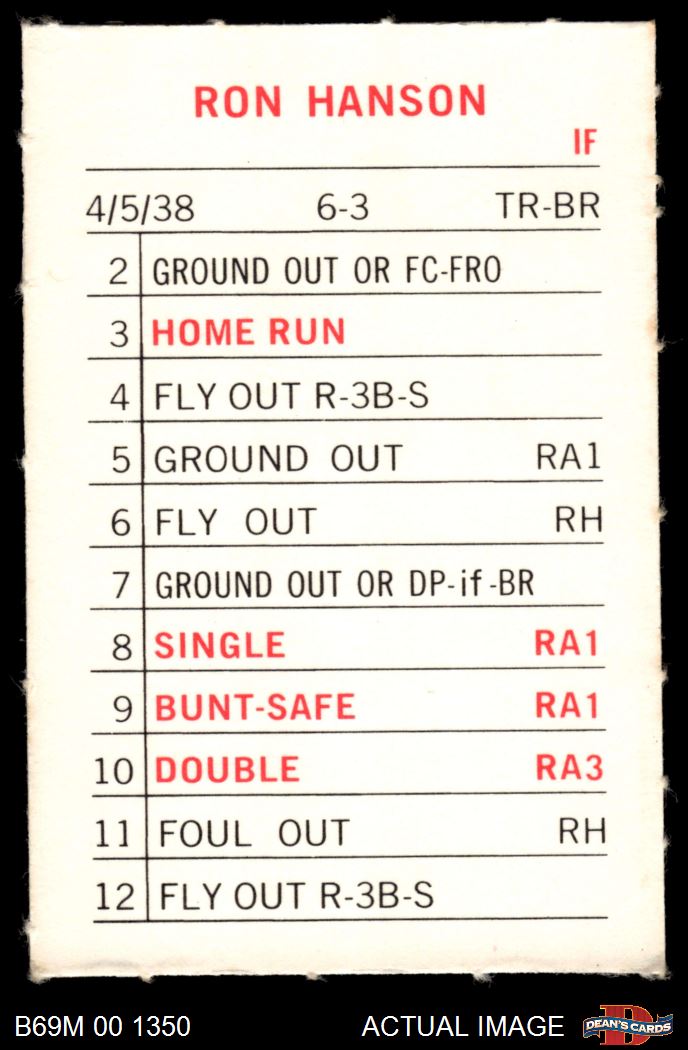 RON HANSON
IF
4/5/38 6-3 TR-BR
2 GROUND OUT OR FC-FRO
3 HOME RUN
4 FLY OUT R-3B-S
5 GROUND OUT RA1
6 FLY OUT RH
7 GROUND OUT OR DP-if-BR
8 SINGLE RA1
9 BUNT-SAFE RA1
10 DOUBLE RA3
11 FOUL OUT RH
12 FLY OUT R-3B-S
B69M 00 1350 ACTUAL IMAGE D DEAN'S CARDS